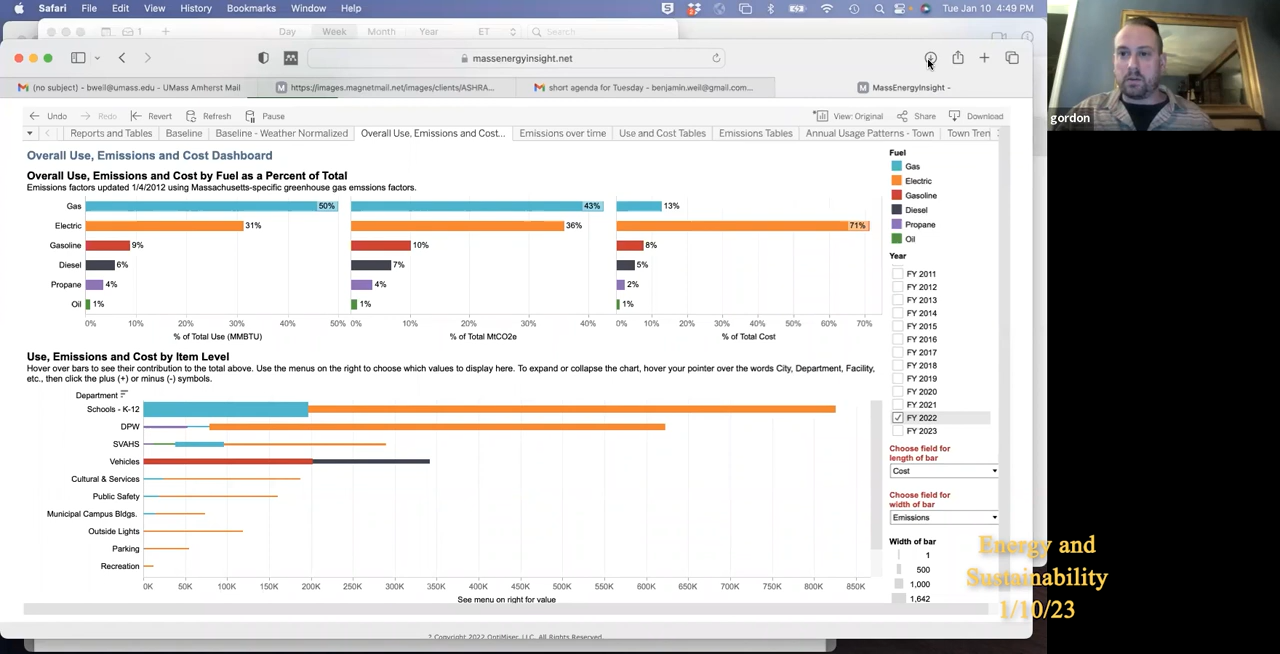 Safari File Edit View History Bookmarks Window Help Tue Jan 10 4:49 PM
Day Week Month Year ET Search
massenergyinsight.net
(no subject) - bweil@umass.edu - UMass Amherst Mail https://images.magnetmail.net/images/clients/ASHRA... short agenda for Tuesday - benjamin.weil@gmail.com... MassEnergyInsight -
Undo Redo Revert Refresh Pause View: Original Share Download
Reports and Tables Baseline Baseline - Weather Normalized Overall Use, Emissions and Cost... Emissions over time Use and Cost Tables Emissions Tables Annual Usage Patterns - Town Town Tren
Overall Use, Emissions and Cost Dashboard
Overall Use, Emissions and Cost by Fuel as a Percent of Total
Emissions factors updated 1/4/2012 using Massachusetts-specific greenhouse gas emssions factors.
Gas 50% 43% 13%
Electric 31% 36% 71%
Gasoline 9% 10% 8%
Diesel 6% 7% 5%
Propane 4% 4% 2%
Oil 1% 1% 1%
0% 10% 20% 30% 40% 50% 0% 10% 20% 30% 40% 0% 10% 20% 30% 40% 50% 60% 70%
% of Total Use (MMBTU) % of Total MtCO2e % of Total Cost
Use, Emissions and Cost by Item Level
Hover over bars to see their contribution to the total above. Use the menus on the right to choose which values to display here. To expand or collapse the chart, hover your pointer over the words City, Department, Facility,
etc., then click the plus (+) or minus (-) symbols.
Department
Schools - K-12
DPW
SVAHS
Vehicles
Cultural & Services
Public Safety
Municipal Campus Bldgs.
Outside Lights
Parking
Recreation
0K 50K 100K 150K 200K 250K 300K 350K 400K 450K 500K 550K 600K 650K 700K 750K 800K 850K
See menu on right for value
Fuel
Gas
Electric
Gasoline
Diesel
Propane
Oil
Year
FY 2011
FY 2012
FY 2013
FY 2014
FY 2015
FY 2016
FY 2017
FY 2018
FY 2019
FY 2020
FY 2021
FY 2022
FY 2023
Choose field for
length of bar
Cost
Choose field for
width of bar
Emissions
Width of bar
1
500
1,000
1,642
? Copyright 2022 OptiMiser, LLC. All Rights Reserved.
gordon
Energy and
Sustainability
1/10/23